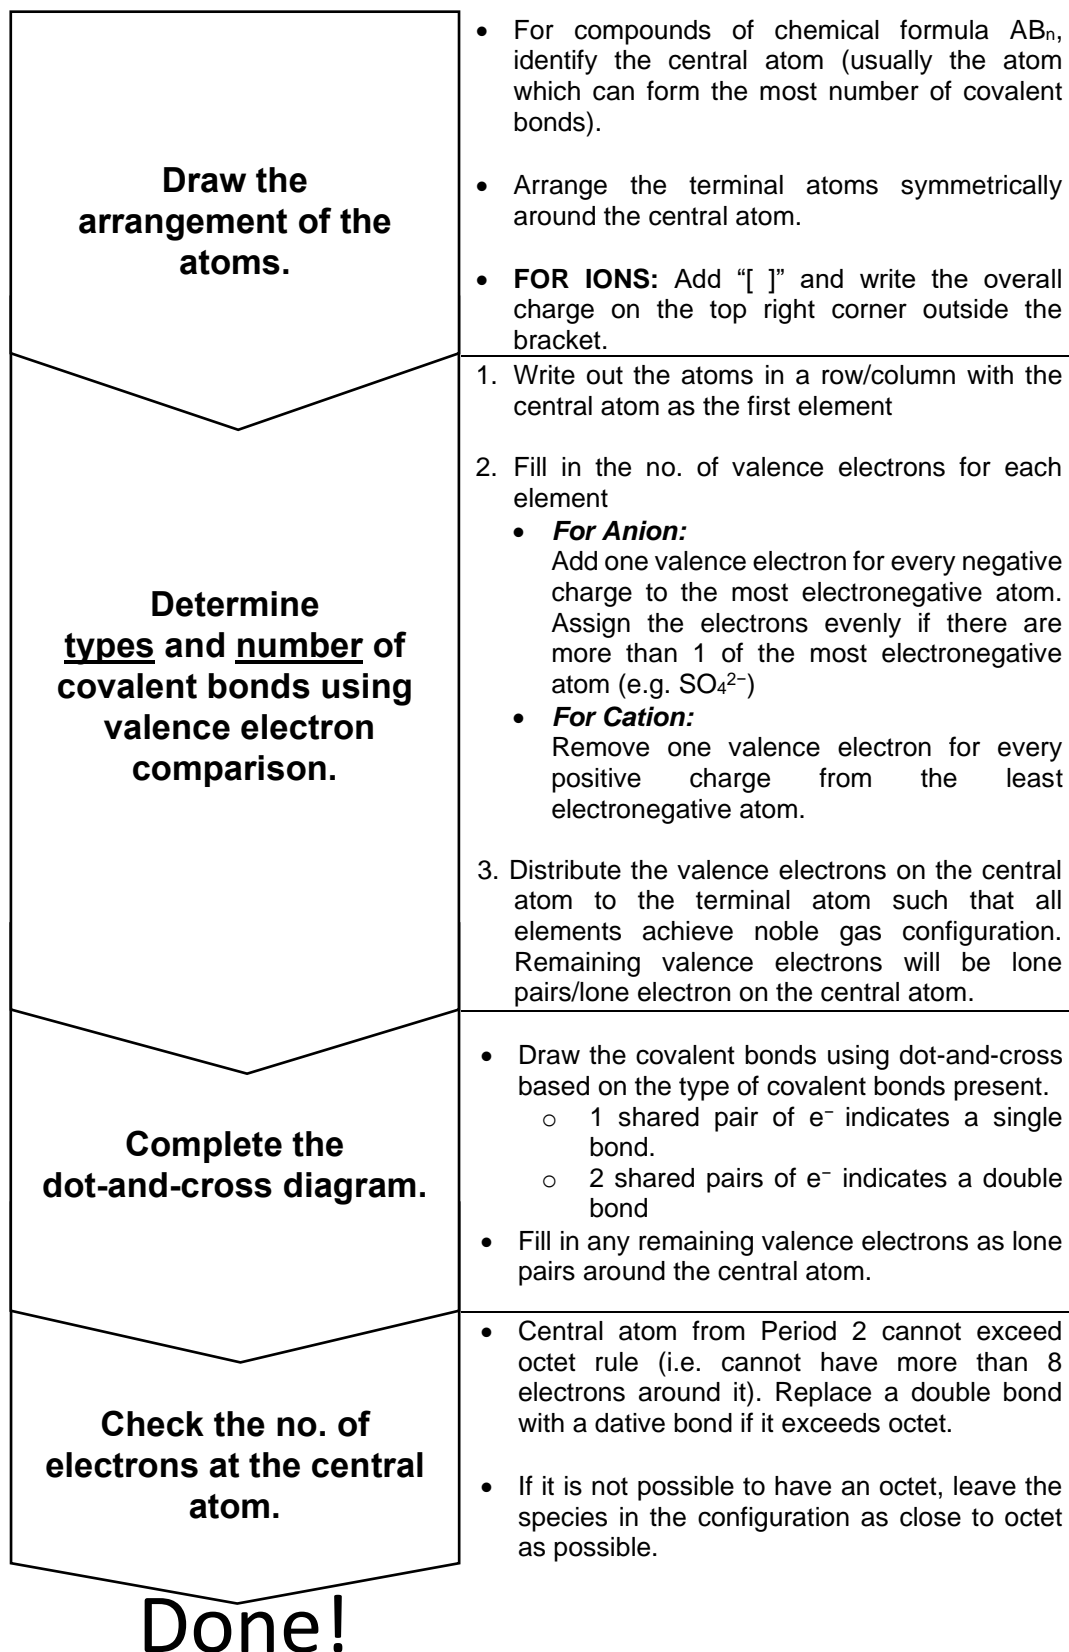 Draw the
arrangement of the
atoms.
• For compounds of chemical formula ABₙ,
identify the central atom (usually the atom
which can form the most number of covalent
bonds).
• Arrange the terminal atoms symmetrically
around the central atom.
• FOR IONS: Add “[ ]” and write the overall
charge on the top right corner outside the
bracket.
Determine
types and number of
covalent bonds using
valence electron
comparison.
1. Write out the atoms in a row/column with the
central atom as the first element
2. Fill in the no. of valence electrons for each
element
• For Anion:
Add one valence electron for every negative
charge to the most electronegative atom.
Assign the electrons evenly if there are
more than 1 of the most electronegative
atom (e.g. SO₄²⁻)
• For Cation:
Remove one valence electron for every
positive charge from the least
electronegative atom.
3. Distribute the valence electrons on the central
atom to the terminal atom such that all
elements achieve noble gas configuration.
Remaining valence electrons will be lone
pairs/lone electron on the central atom.
Complete the
dot-and-cross diagram.
• Draw the covalent bonds using dot-and-cross
based on the type of covalent bonds present.
o 1 shared pair of e⁻ indicates a single
bond.
o 2 shared pairs of e⁻ indicates a double
bond
• Fill in any remaining valence electrons as lone
pairs around the central atom.
Check the no. of
electrons at the central
atom.
• Central atom from Period 2 cannot exceed
octet rule (i.e. cannot have more than 8
electrons around it). Replace a double bond
with a dative bond if it exceeds octet.
• If it is not possible to have an octet, leave the
species in the configuration as close to octet
as possible.
Done!